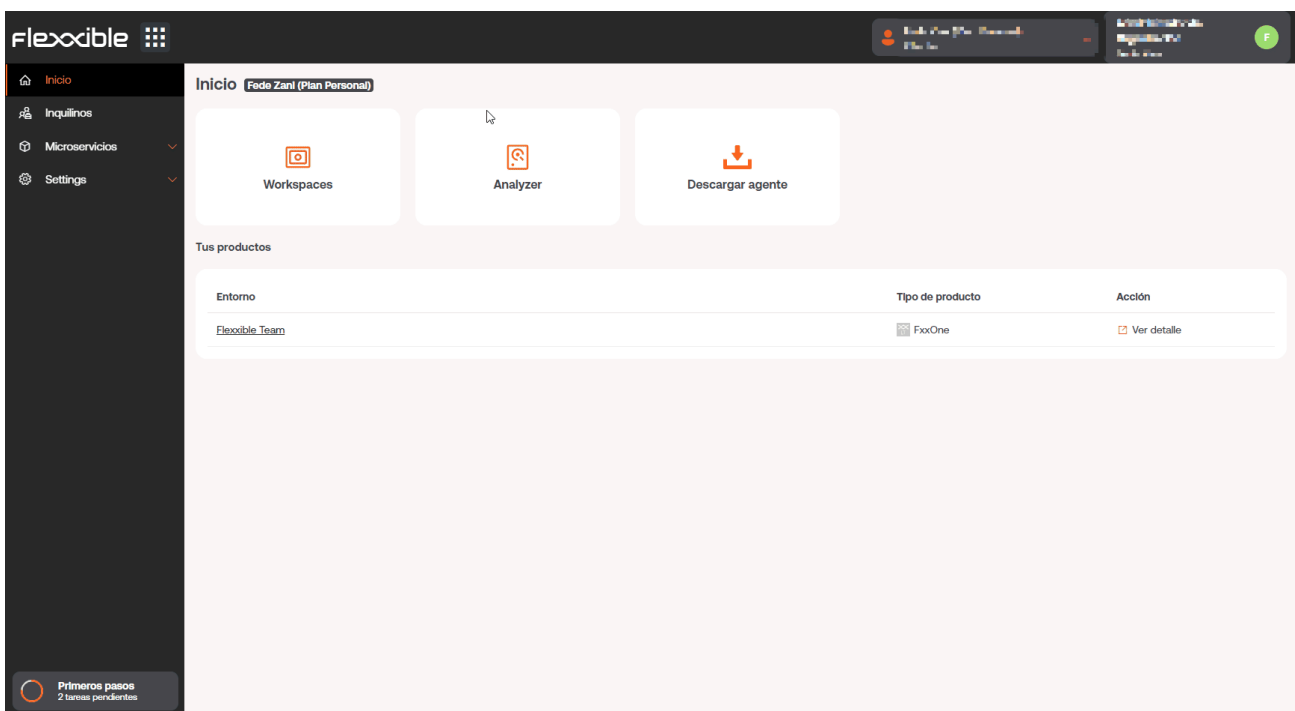 Flexxible
Inicio
Inquilinos
Microservicios
Settings
Primeros pasos
2 tareas pendientes
F
Inicio Fede Zani (Plan Personal)
Workspaces
Analyzer
Descargar agente
Tus productos
Entorno Tipo de producto Acción
Flexxible Team FxxOne Ver detalle